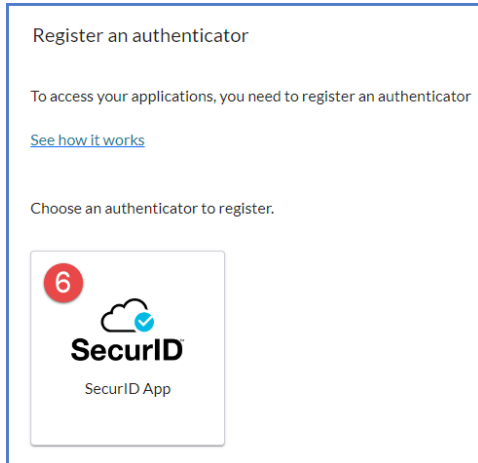 Register an authenticator
To access your applications, you need to register an authenticator
See how it works
Choose an authenticator to register.
6
SecurID
SecurID App